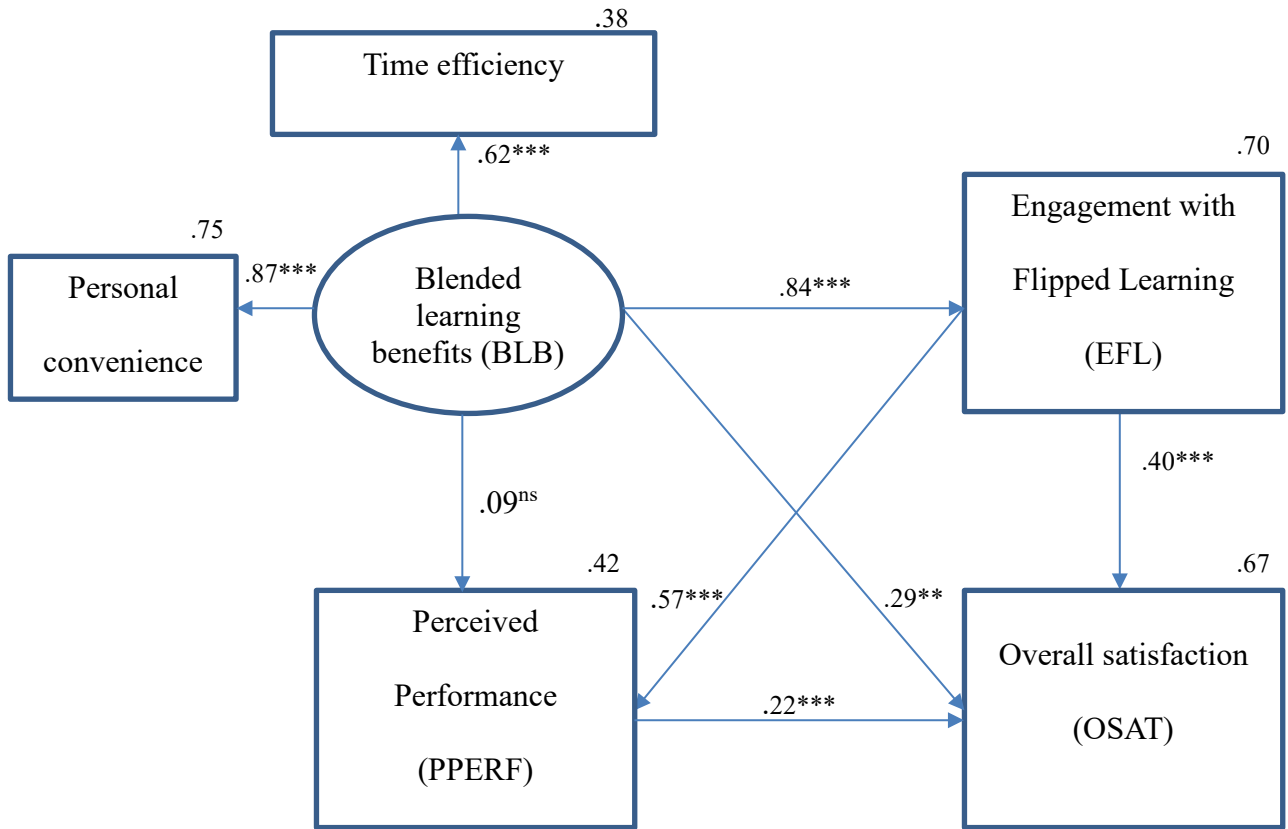 .38
Time efficiency
.62***
.70
Engagement with
Flipped Learning
(EFL)
.75
Personal
convenience
.87***
Blended
learning
benefits (BLB)
.84***
.40***
.09ns
.42
Perceived
Performance
(PPERF)
.57***
.29**
.22***
.67
Overall satisfaction
(OSAT)